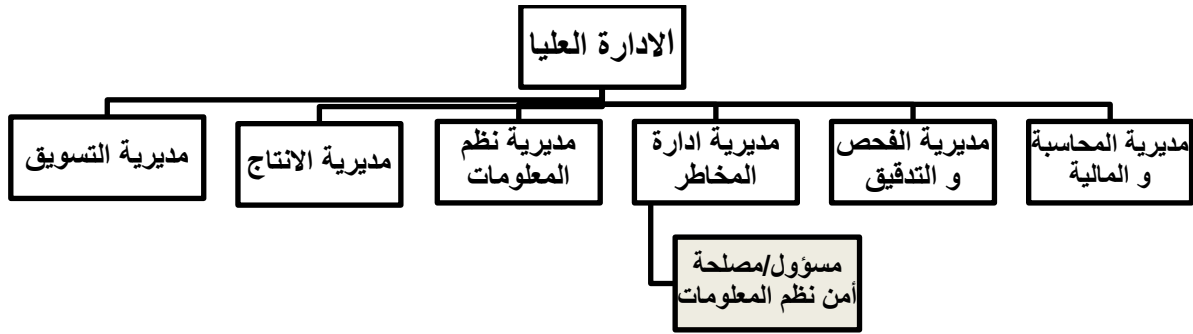 الادارة العليا
مديرية المحاسبة
و المالية
مديرية الفحص
و التدقيق
مديرية ادارة
المخاطر
مديرية نظم
المعلومات
مديرية الانتاج
مديرية التسويق
مسؤول/مصلحة
أمن نظم المعلومات